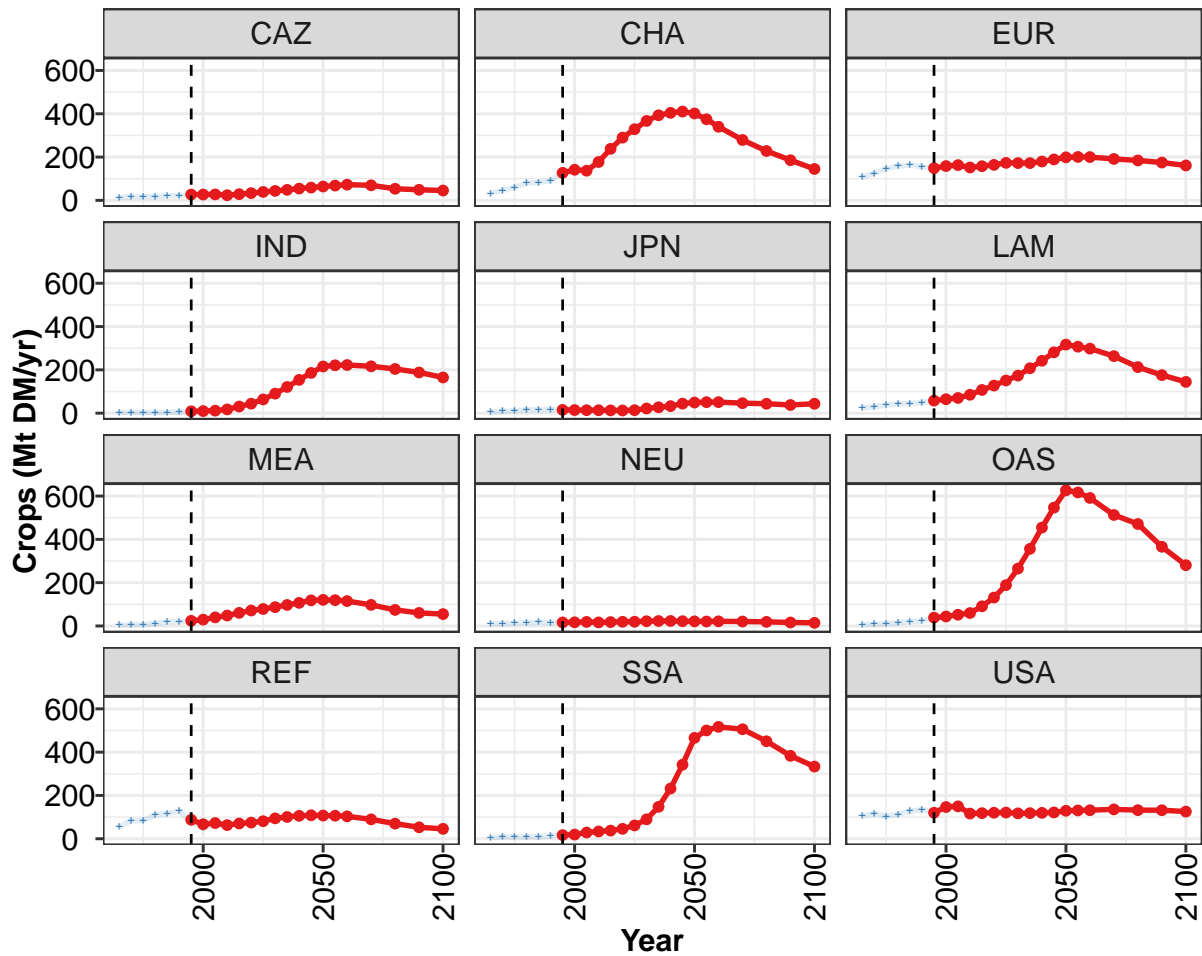 CAZ CHA EUR
600
400
200
0
IND JPN LAM
600
400
200
0
MEA NEU OAS
600
400
200
0
REF SSA USA
600
400
200
0
2000 2050 2100 2000 2050 2100 2000 2050 2100
Year
Crops (Mt DM/yr)